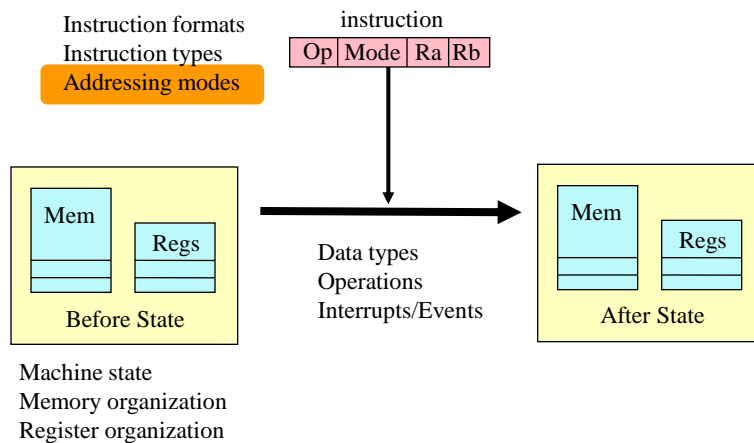 Instruction formats
Instruction types
Addressing modes
instruction
Op Mode Ra Rb
Mem
Regs
Before State
Data types
Operations
Interrupts/Events
Mem
Regs
After State
Machine state
Memory organization
Register organization